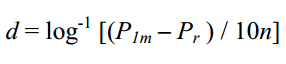 d = log⁻¹ [(P₁ₘ – Pᵣ) / 10n]